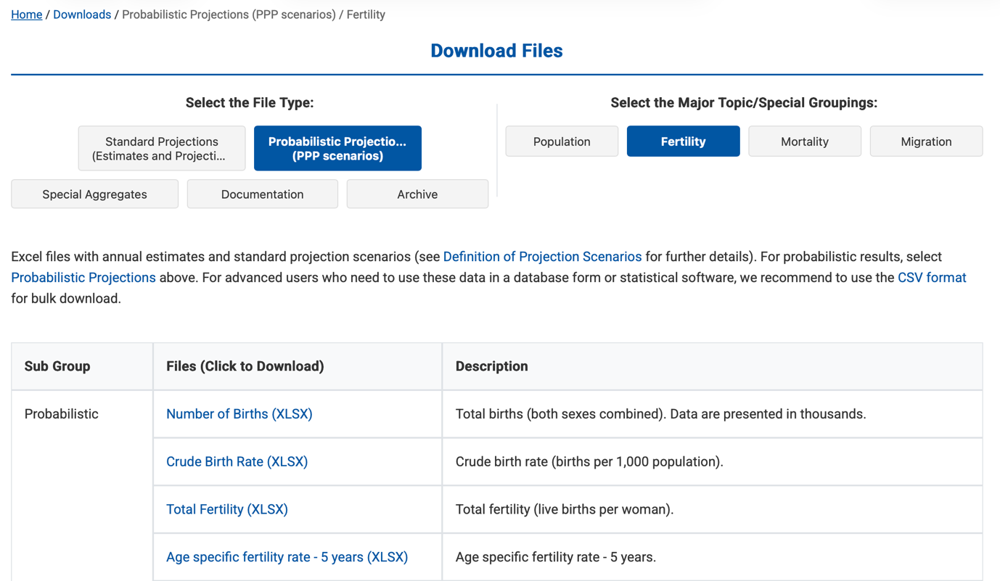 Home / Downloads / Probabilistic Projections (PPP scenarios) / Fertility
Download Files
Select the File Type:
Standard Projections
(Estimates and Projecti...
Probabilistic Projectio...
(PPP scenarios)
Special Aggregates
Documentation
Archive
Select the Major Topic/Special Groupings:
Population
Fertility
Mortality
Migration
Excel files with annual estimates and standard projection scenarios (see Definition of Projection Scenarios for further details). For probabilistic results, select
Probabilistic Projections above. For advanced users who need to use these data in a database form or statistical software, we recommend to use the CSV format
for bulk download.
Sub Group
Files (Click to Download)
Description
Probabilistic
Number of Births (XLSX)
Total births (both sexes combined). Data are presented in thousands.
Crude Birth Rate (XLSX)
Crude birth rate (births per 1,000 population).
Total Fertility (XLSX)
Total fertility (live births per woman).
Age specific fertility rate - 5 years (XLSX)
Age specific fertility rate - 5 years.